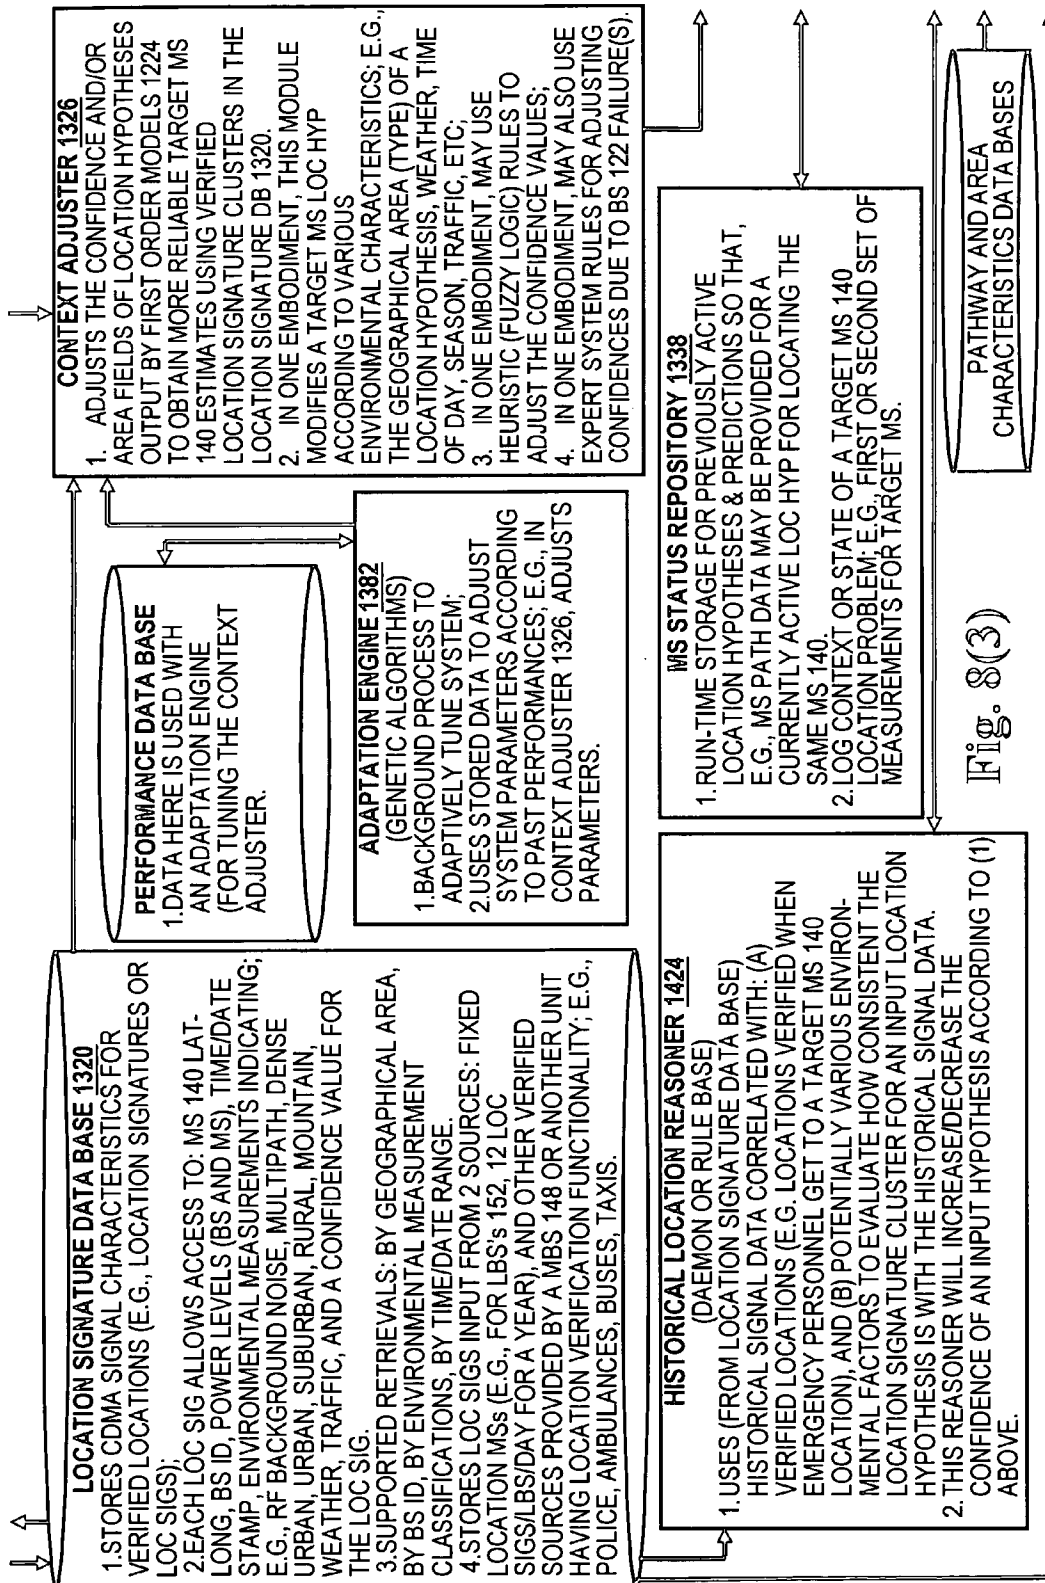 LOCATION SIGNATURE DATA BASE 1320
1.STORES CDMA SIGNAL CHARACTERISTICS FOR
VERIFIED LOCATIONS (E.G., LOCATION SIGNATURES OR
LOC SIGS);
2.EACH LOC SIG ALLOWS ACCESS TO: MS 140 LAT-
LONG, BS ID, POWER LEVELS (BS AND MS), TIME/DATE
STAMP, ENVIRONMENTAL MEASUREMENTS INDICATING;
E.G., RF BACKGROUND NOISE, MULTIPATH, DENSE
URBAN, URBAN, SUBURBAN, RURAL, MOUNTAIN,
WEATHER, TRAFFIC, AND A CONFIDENCE VALUE FOR
THE LOC SIG.
3.SUPPORTED RETRIEVALS: BY GEOGRAPHICAL AREA,
BY BS ID, BY ENVIRONMENTAL MEASUREMENT
CLASSIFICATIONS, BY TIME/DATE RANGE.
4.STORES LOC SIGS INPUT FROM 2 SOURCES: FIXED
LOCATION MSs (E.G., FOR LBS's 152, 12 LOC
SIGS/LBS/DAY FOR A YEAR), AND OTHER VERIFIED
SOURCES PROVIDED BY A MBS 148 OR ANOTHER UNIT
HAVING LOCATION VERIFICATION FUNCTIONALITY; E.G.,
POLICE, AMBULANCES, BUSES, TAXIS.
PERFORMANCE DATA BASE
1.DATA HERE IS USED WITH
AN ADAPTATION ENGINE
(FOR TUNING THE CONTEXT
ADJUSTER.
ADAPTATION ENGINE 1382
(GENETIC ALGORITHMS)
1.BACKGROUND PROCESS TO
ADAPTIVELY TUNE SYSTEM;
2.USES STORED DATA TO ADJUST
SYSTEM PARAMETERS ACCORDING
TO PAST PERFORMANCES; E.G., IN
CONTEXT ADJUSTER 1326, ADJUSTS
PARAMETERS.
CONTEXT ADJUSTER 1326
1. ADJUSTS THE CONFIDENCE AND/OR
AREA FIELDS OF LOCATION HYPOTHESES
OUTPUT BY FIRST ORDER MODELS 1224
TO OBTAIN MORE RELIABLE TARGET MS
140 ESTIMATES USING VERIFIED
LOCATION SIGNATURE CLUSTERS IN THE
LOCATION SIGNATURE DB 1320.
2. IN ONE EMBODIMENT, THIS MODULE
MODIFIES A TARGET MS LOC HYP
ACCORDING TO VARIOUS
ENVIRONMENTAL CHARACTERISTICS; E.G.,
THE GEOGRAPHICAL AREA (TYPE) OF A
LOCATION HYPOTHESIS, WEATHER, TIME
OF DAY, SEASON, TRAFFIC, ETC;
3. IN ONE EMBODIMENT, MAY USE
HEURISTIC (FUZZY LOGIC) RULES TO
ADJUST THE CONFIDENCE VALUES;
4. IN ONE EMBODIMENT, MAY ALSO USE
EXPERT SYSTEM RULES FOR ADJUSTING
CONFIDENCES DUE TO BS 122 FAILURE(S).
HISTORICAL LOCATION REASONER 1424
(DAEMON OR RULE BASE)
1. USES (FROM LOCATION SIGNATURE DATA BASE)
HISTORICAL SIGNAL DATA CORRELATED WITH: (A)
VERIFIED LOCATIONS (E.G. LOCATIONS VERIFIED WHEN
EMERGENCY PERSONNEL GET TO A TARGET MS 140
LOCATION), AND (B) POTENTIALLY VARIOUS ENVIRON-
MENTAL FACTORS TO EVALUATE HOW CONSISTENT THE
LOCATION SIGNATURE CLUSTER FOR AN INPUT LOCATION
HYPOTHESIS IS WITH THE HISTORICAL SIGNAL DATA.
2. THIS REASONER WILL INCREASE/DECREASE THE
CONFIDENCE OF AN INPUT HYPOTHESIS ACCORDING TO (1)
ABOVE.
MS STATUS REPOSITORY 1338
1. RUN-TIME STORAGE FOR PREVIOUSLY ACTIVE
LOCATION HYPOTHESES & PREDICTIONS SO THAT,
E.G., MS PATH DATA MAY BE PROVIDED FOR A
CURRENTLY ACTIVE LOC HYP FOR LOCATING THE
SAME MS 140.
2. LOG CONTEXT OR STATE OF A TARGET MS 140
LOCATION PROBLEM; E.G., FIRST OR SECOND SET OF
MEASUREMENTS FOR TARGET MS.
PATHWAY AND AREA
CHARACTERISTICS DATA BASES
Fig. 8(3)